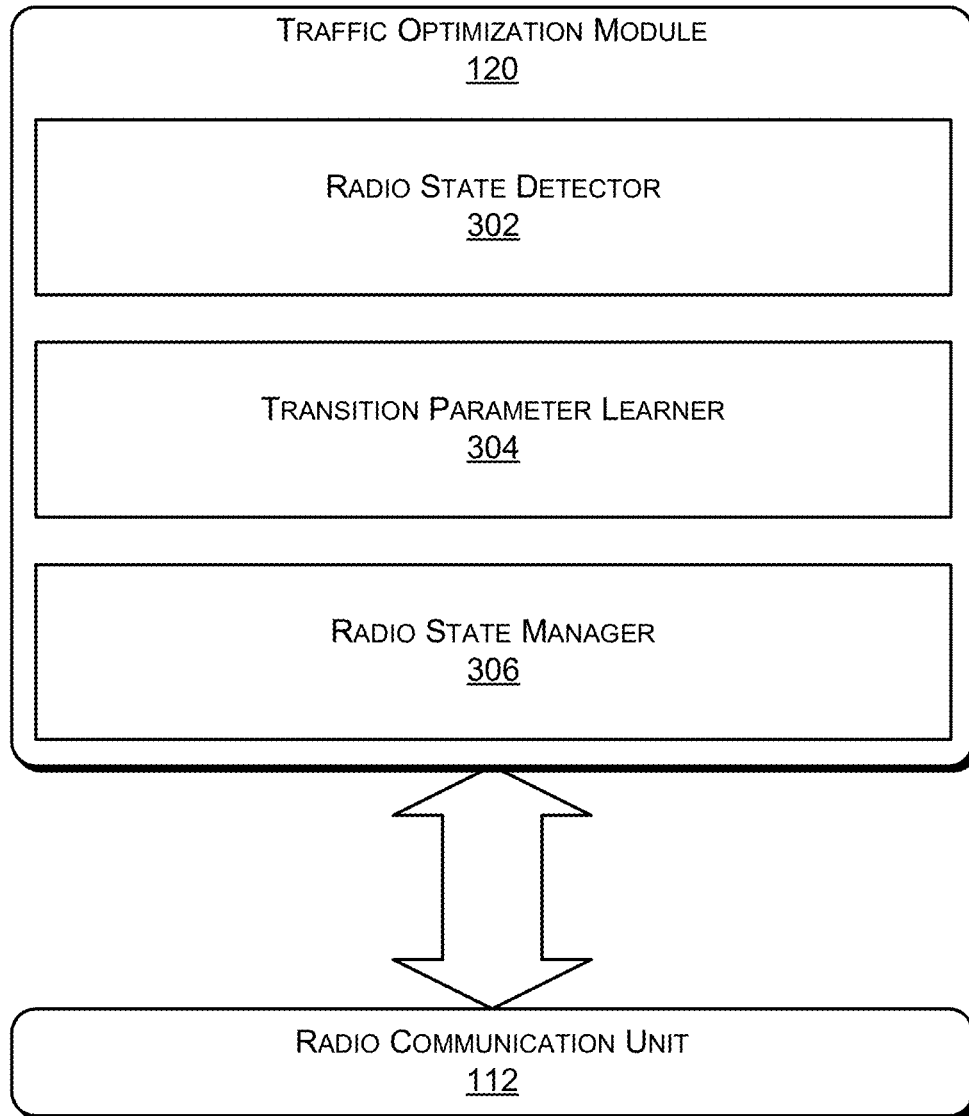 TRAFFIC OPTIMIZATION MODULE
120
RADIO STATE DETECTOR
302
TRANSITION PARAMETER LEARNER
304
RADIO STATE MANAGER
306
RADIO COMMUNICATION UNIT
112